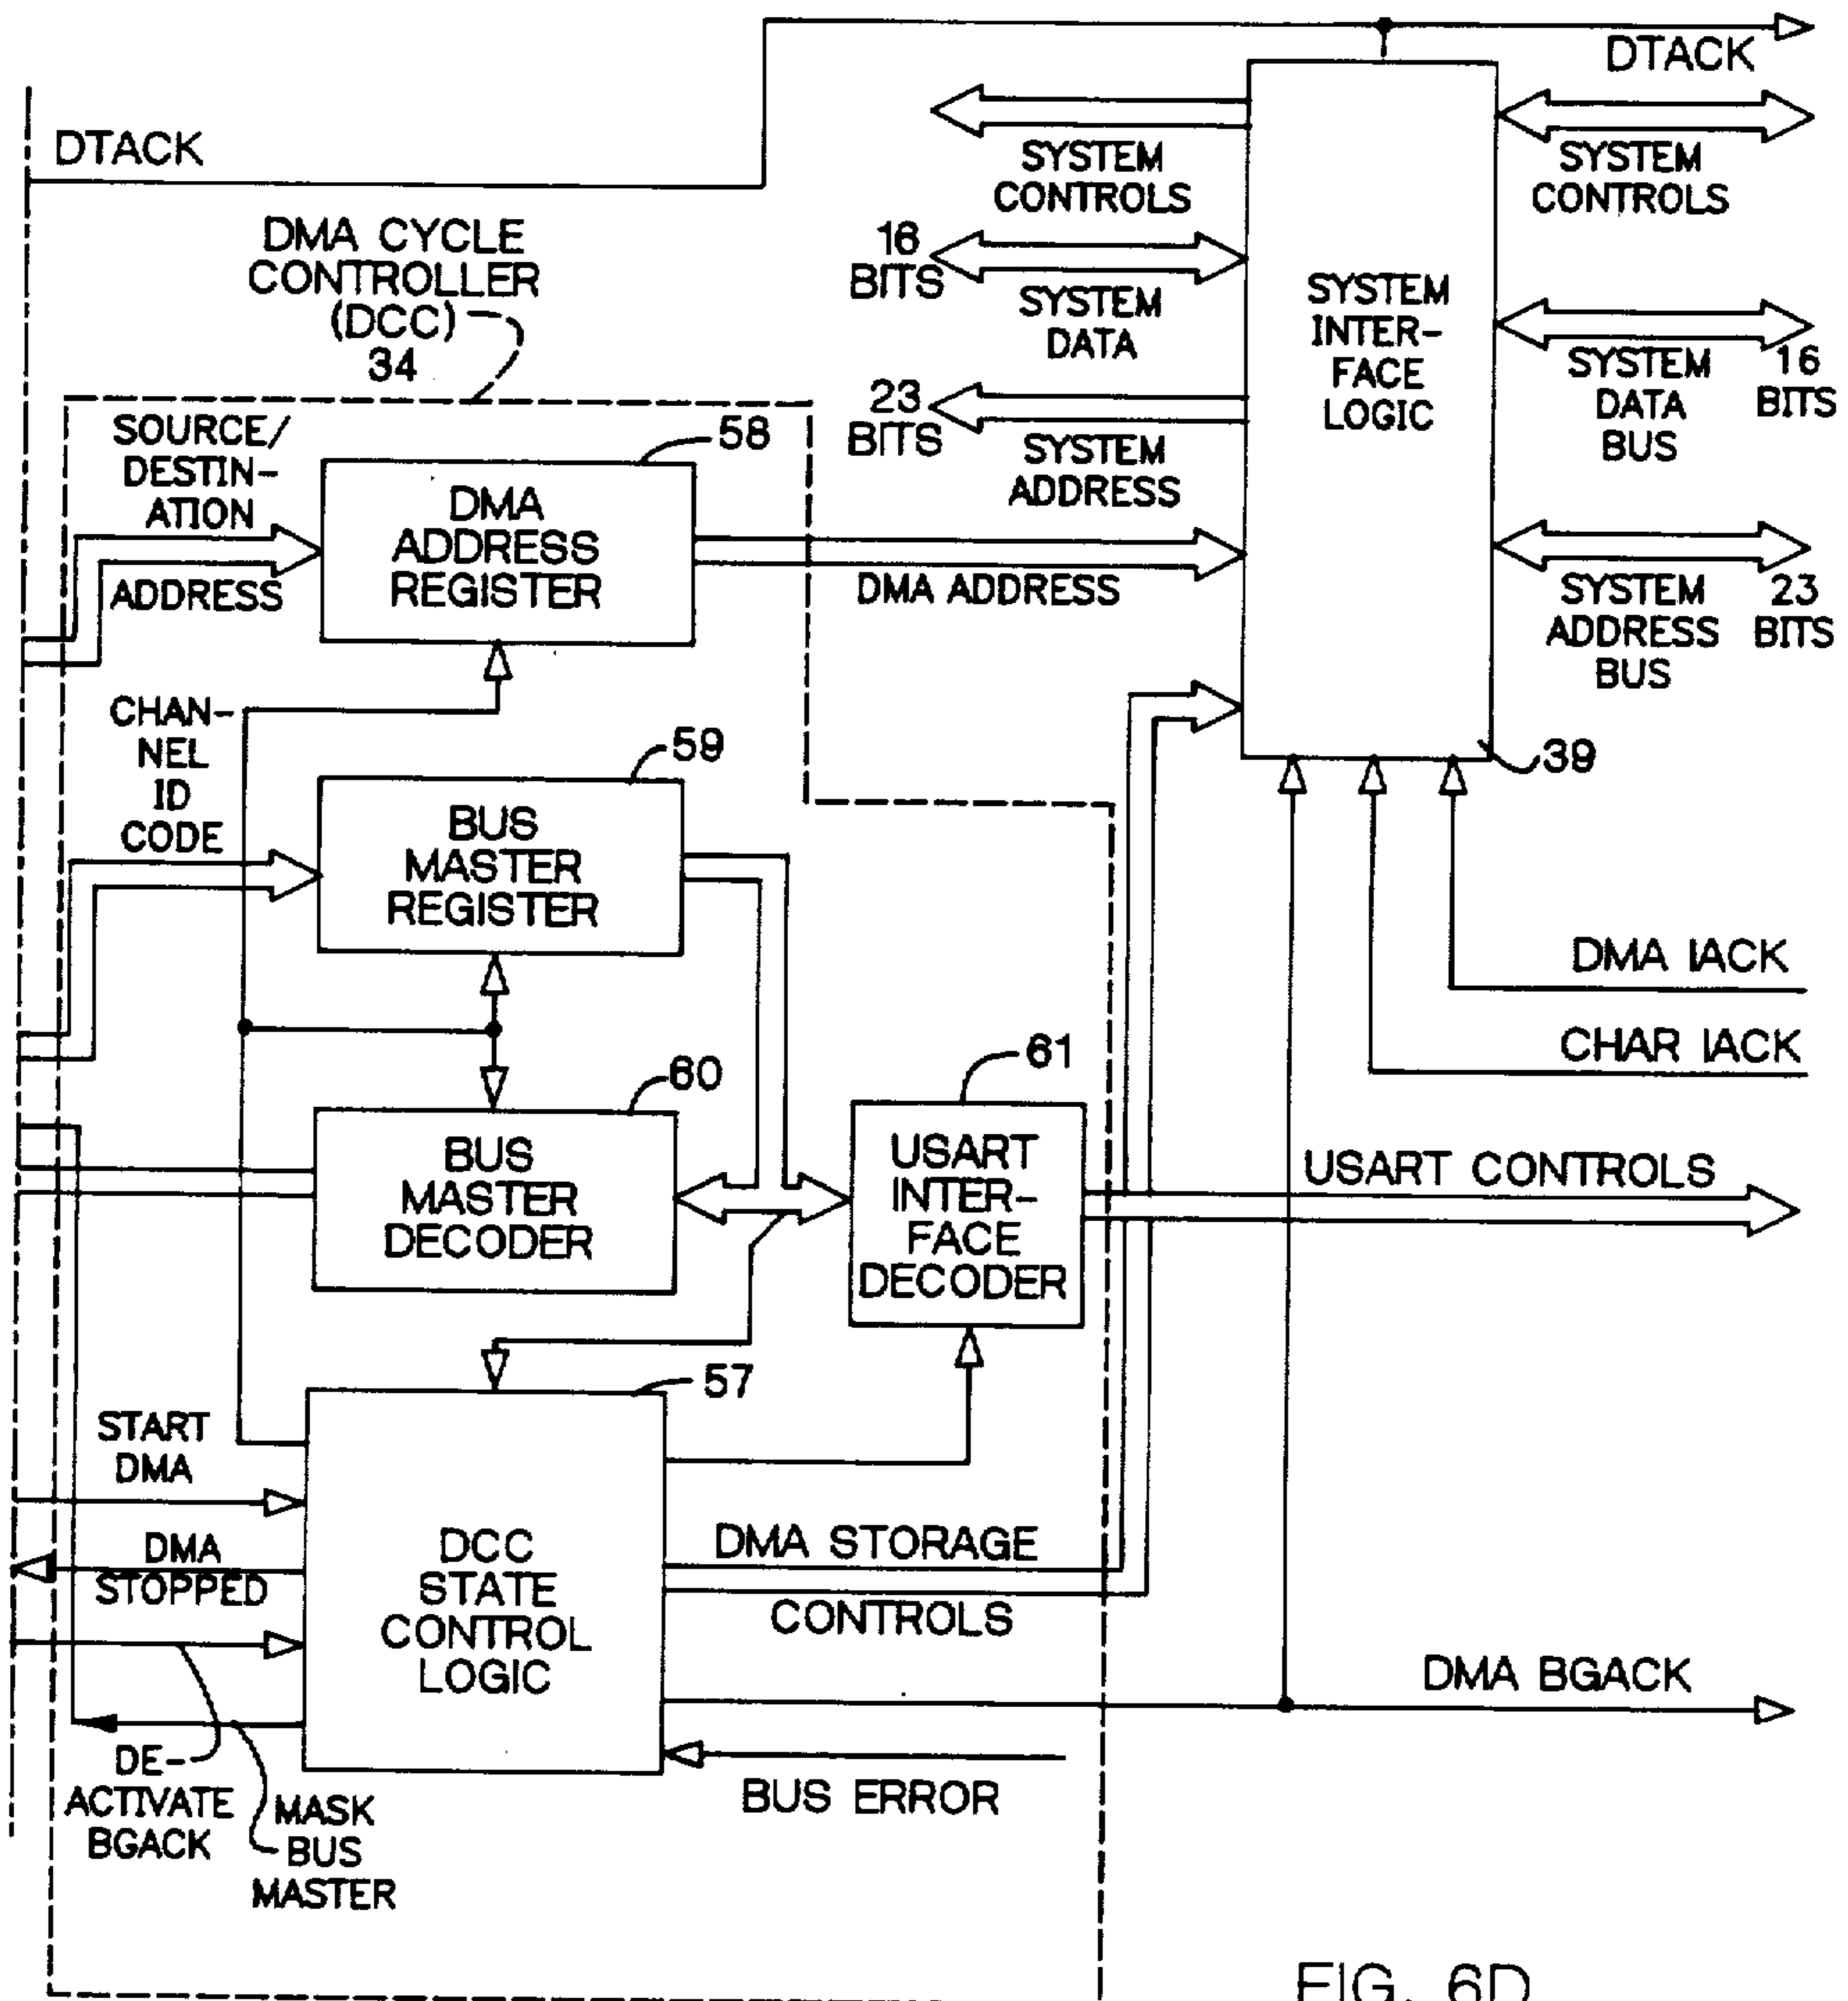 DTACK
DTACK
SYSTEM
CONTROLS
SYSTEM
CONTROLS
DMA CYCLE
CONTROLLER
(DCC)
34
16
BITS
SYSTEM
DATA
SYSTEM
INTER-
FACE
LOGIC
SYSTEM
DATA
BUS
16
BITS
23
BITS
SYSTEM
ADDRESS
SOURCE/
DESTIN-
ATION
ADDRESS
58
DMA
ADDRESS
REGISTER
DMA ADDRESS
SYSTEM
ADDRESS
BUS
23
BITS
CHAN-
NEL
ID
CODE
59
BUS
MASTER
REGISTER
39
DMA IACK
CHAR IACK
60
BUS
MASTER
DECODER
61
USART
INTER-
FACE
DECODER
USART CONTROLS
57
START
DMA
DMA
STOPPED
DCC
STATE
CONTROL
LOGIC
DMA STORAGE
CONTROLS
DMA BGACK
BUS ERROR
DE-
ACTIVATE
BGACK
MASK
BUS
MASTER
FIG. 6D